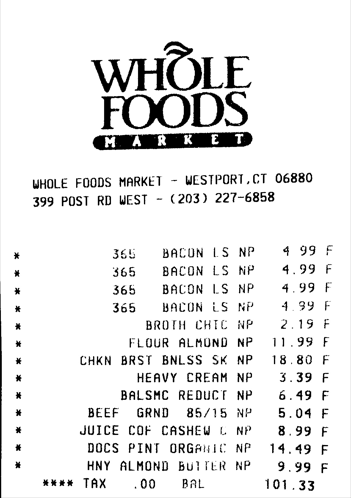 WHOLE
FOODS
MARKET
WHOLE FOODS MARKET - WESTPORT,CT 06880
399 POST RD WEST - (203) 227-6858
* 365 BACON LS NP 4.99 F
* 365 BACON LS NP 4.99 F
* 365 BACON LS NP 4.99 F
* 365 BACON LS NP 4.99 F
* BROTH CHIC NP 2.19 F
* FLOUR ALMOND NP 11.99 F
* CHKN BRST BNLSS SK NP 18.80 F
* HEAVY CREAM NP 3.39 F
* BALSMC REDUCT NP 6.49 F
* BEEF GRND 85/15 NP 5.04 F
* JUICE COF CASHEW C NP 8.99 F
* DOCS PINT ORGANIC NP 14.49 F
* HNY ALMOND BUTTER NP 9.99 F
**** TAX .00 BAL 101.33